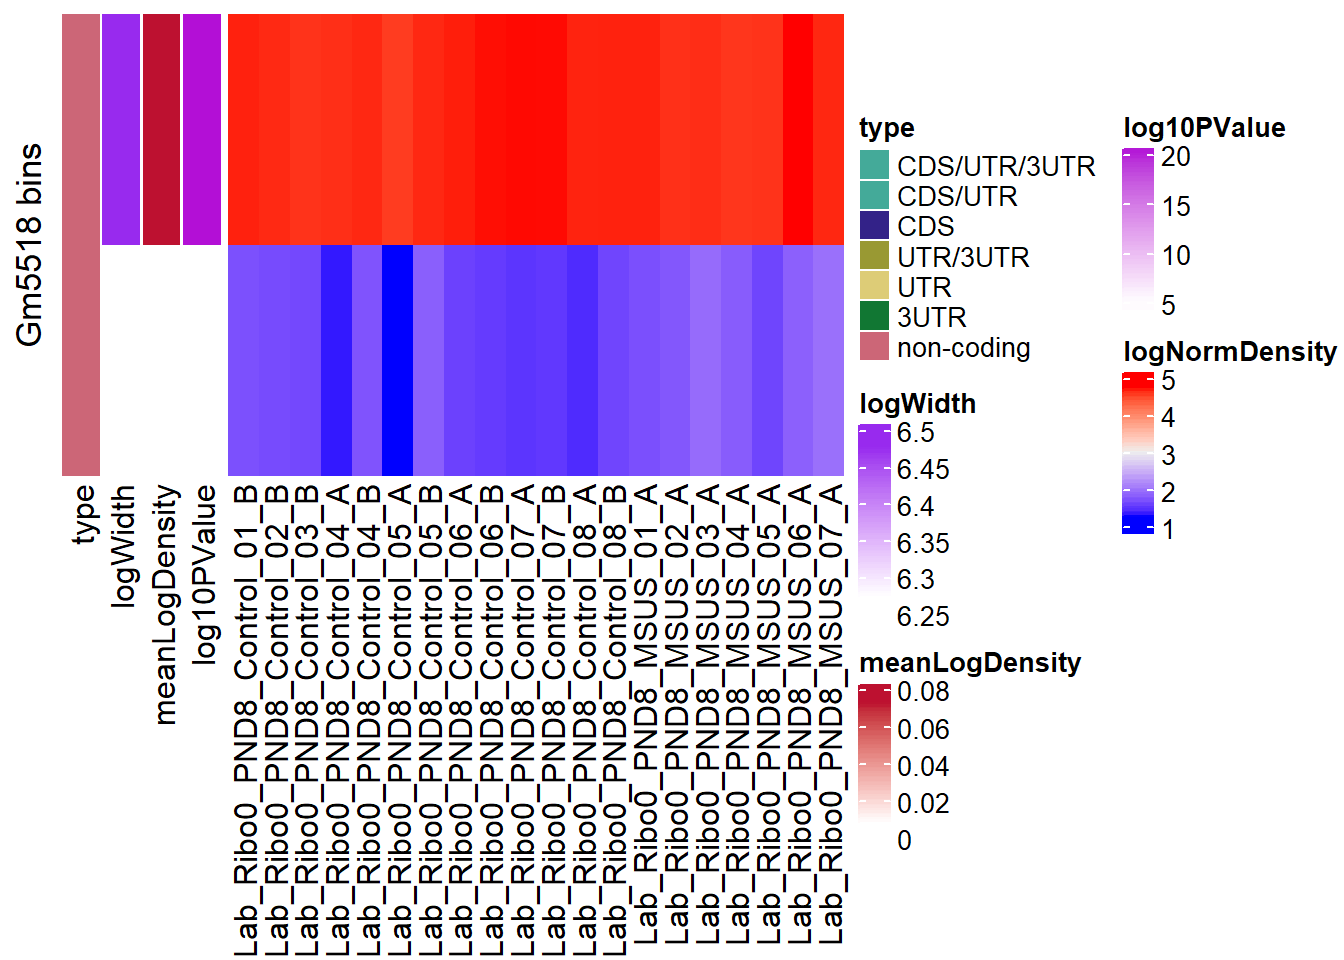 Gm5518 bins
type
logWidth
meanLogDensity
log10PValue
Lab_Ribo0_PND8_Control_01_B
Lab_Ribo0_PND8_Control_02_B
Lab_Ribo0_PND8_Control_03_B
Lab_Ribo0_PND8_Control_04_A
Lab_Ribo0_PND8_Control_04_B
Lab_Ribo0_PND8_Control_05_A
Lab_Ribo0_PND8_Control_05_B
Lab_Ribo0_PND8_Control_06_A
Lab_Ribo0_PND8_Control_06_B
Lab_Ribo0_PND8_Control_07_A
Lab_Ribo0_PND8_Control_07_B
Lab_Ribo0_PND8_Control_08_A
Lab_Ribo0_PND8_Control_08_B
Lab_Ribo0_PND8_MSUS_01_A
Lab_Ribo0_PND8_MSUS_02_A
Lab_Ribo0_PND8_MSUS_03_A
Lab_Ribo0_PND8_MSUS_04_A
Lab_Ribo0_PND8_MSUS_05_A
Lab_Ribo0_PND8_MSUS_06_A
Lab_Ribo0_PND8_MSUS_07_A
type
CDS/UTR/3UTR
CDS/UTR
CDS
UTR/3UTR
UTR
3UTR
non-coding
logWidth
6.5
6.45
6.4
6.35
6.3
6.25
meanLogDensity
0.08
0.06
0.04
0.02
0
log10PValue
20
15
10
5
logNormDensity
5
4
3
2
1